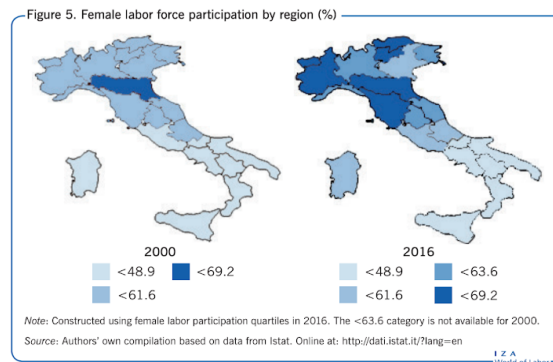 Figure 5. Female labor force participation by region (%)
2000
2016
<48.9
<69.2
<61.6
<48.9
<63.6
<61.6
<69.2
Note: Constructed using female labor participation quartiles in 2016. The <63.6 category is not available for 2000.
Source: Authors' own compilation based on data from Istat. Online at: http://dati.istat.it/?lang=en
I Z A